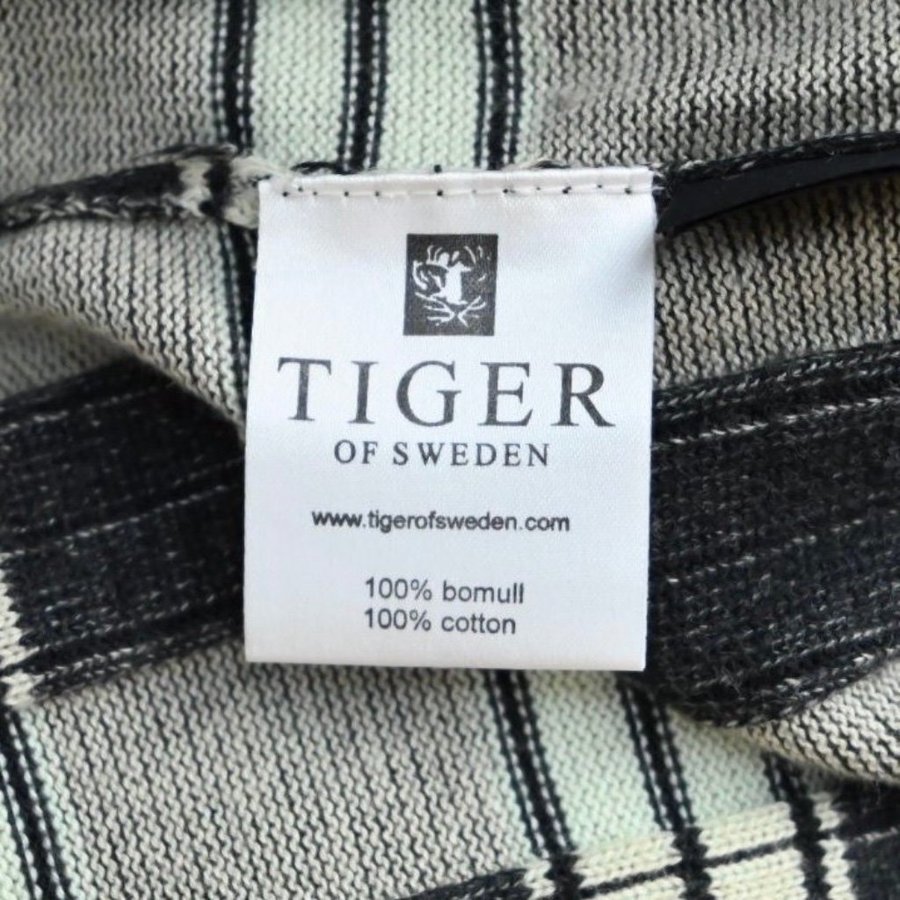 TIGER
OF SWEDEN
www.tigerofsweden.com
100% bomull
100% cotton